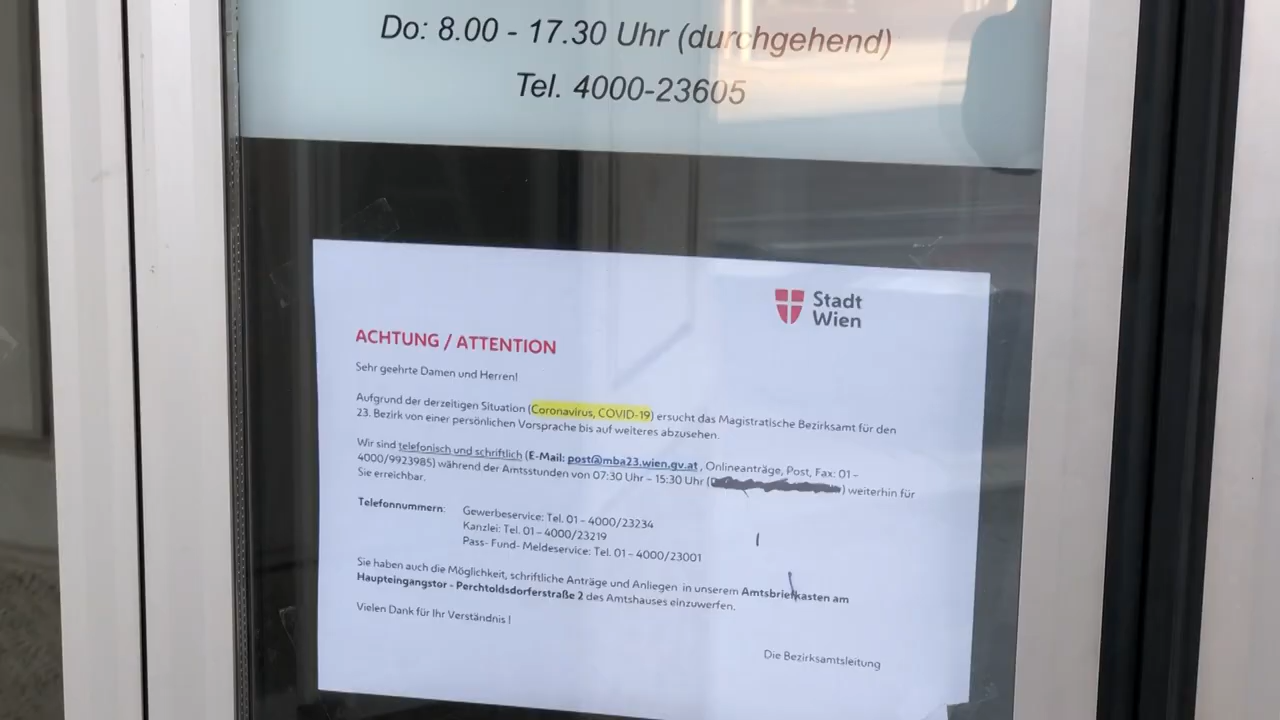 Do: 8.00 - 17.30 Uhr (durchgehend)
Tel. 4000-23605
Stadt
Wien
ACHTUNG / ATTENTION
Sehr geehrte Damen und Herren!
Aufgrund der derzeitigen Situation (Coronavirus, COVID-19) ersucht das Magistratische Bezirksamt für den
23. Bezirk von einer persönlichen Vorsprache bis auf weiteres abzusehen.
Wir sind telefonisch und schriftlich (E-Mail: post@mba23.wien.gv.at, Onlineanträge, Post, Fax: 01 –
4000/9923985) während der Amtsstunden von 07:30 Uhr – 15:30 Uhr () weiterhin für
Sie erreichbar.
Telefonnummern: Gewerbeservice: Tel. 01 – 4000/23234
Kanzlei: Tel. 01 – 4000/23219
Pass- Fund- Meldeservice: Tel. 01 – 4000/23001
Sie haben auch die Möglichkeit, schriftliche Anträge und Anliegen in unserem Amtsbriefkasten am
Haupteingangstor - Perchtoldsdorferstraße 2 des Amtshauses einzuwerfen.
Vielen Dank für Ihr Verständnis !
Die Bezirksamtsleitung